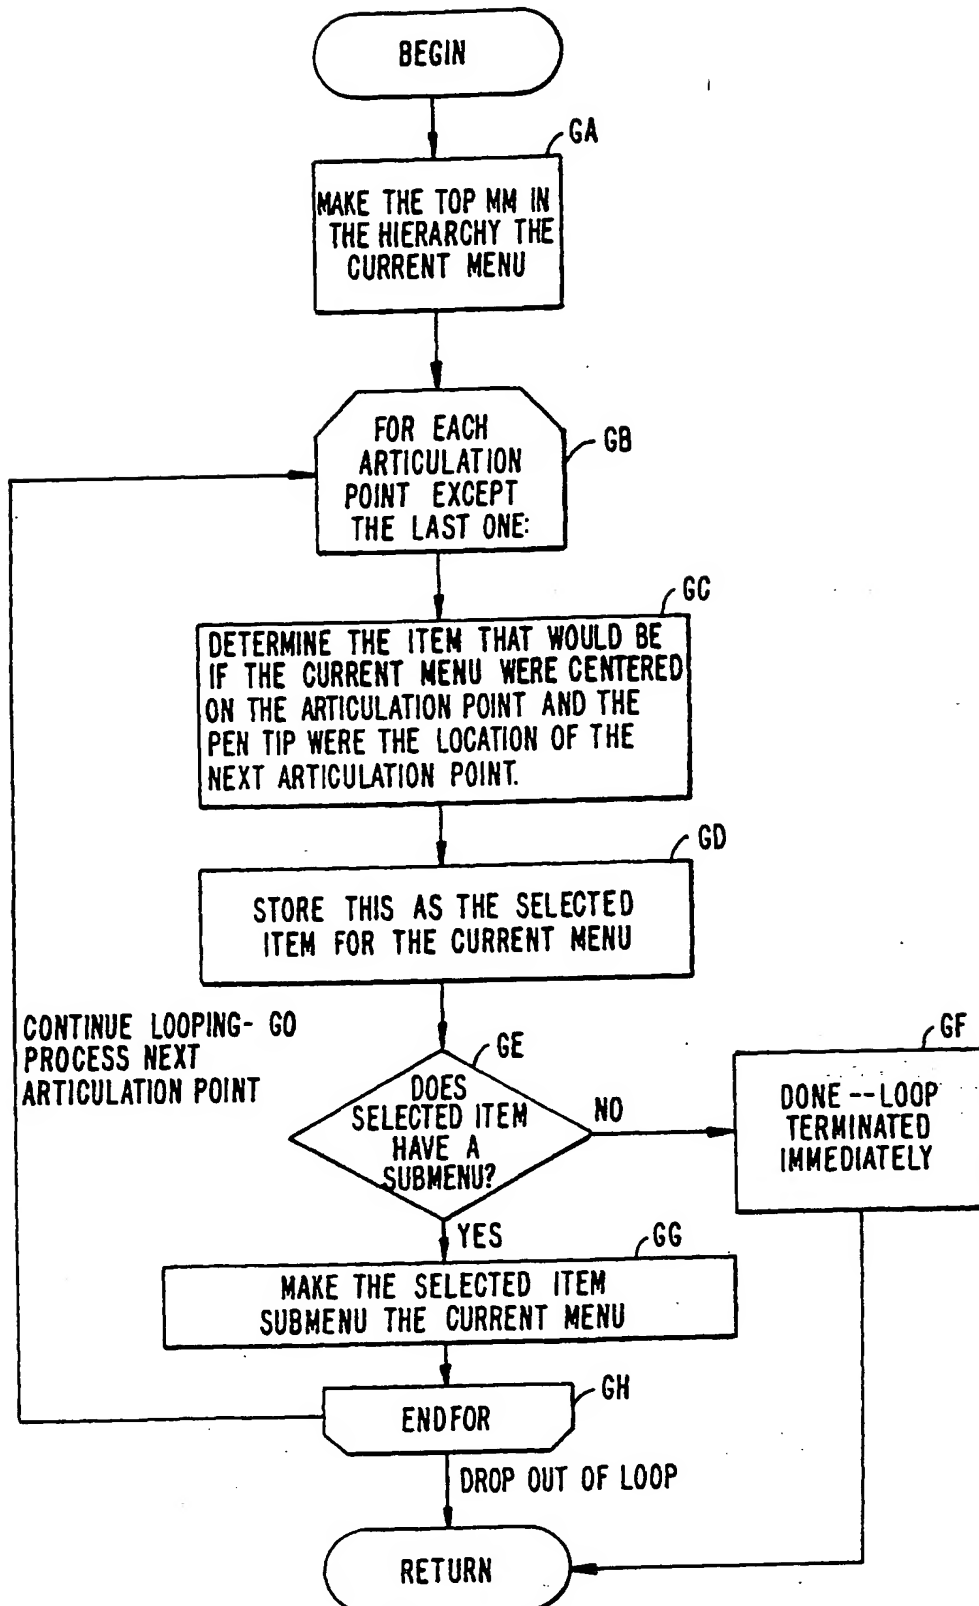 BEGIN
GA
MAKE THE TOP MM IN
THE HIERARCHY THE
CURRENT MENU
FOR EACH
ARTICULATION
POINT EXCEPT
THE LAST ONE:
GB
GC
DETERMINE THE ITEM THAT WOULD BE
IF THE CURRENT MENU WERE CENTERED
ON THE ARTICULATION POINT AND THE
PEN TIP WERE THE LOCATION OF THE
NEXT ARTICULATION POINT.
GD
STORE THIS AS THE SELECTED
ITEM FOR THE CURRENT MENU
CONTINUE LOOPING- GO
PROCESS NEXT
ARTICULATION POINT
GE
DOES
SELECTED ITEM
HAVE A
SUBMENU?
NO
GF
DONE --LOOP
TERMINATED
IMMEDIATELY
YES
GG
MAKE THE SELECTED ITEM
SUBMENU THE CURRENT MENU
GH
ENDFOR
DROP OUT OF LOOP
RETURN